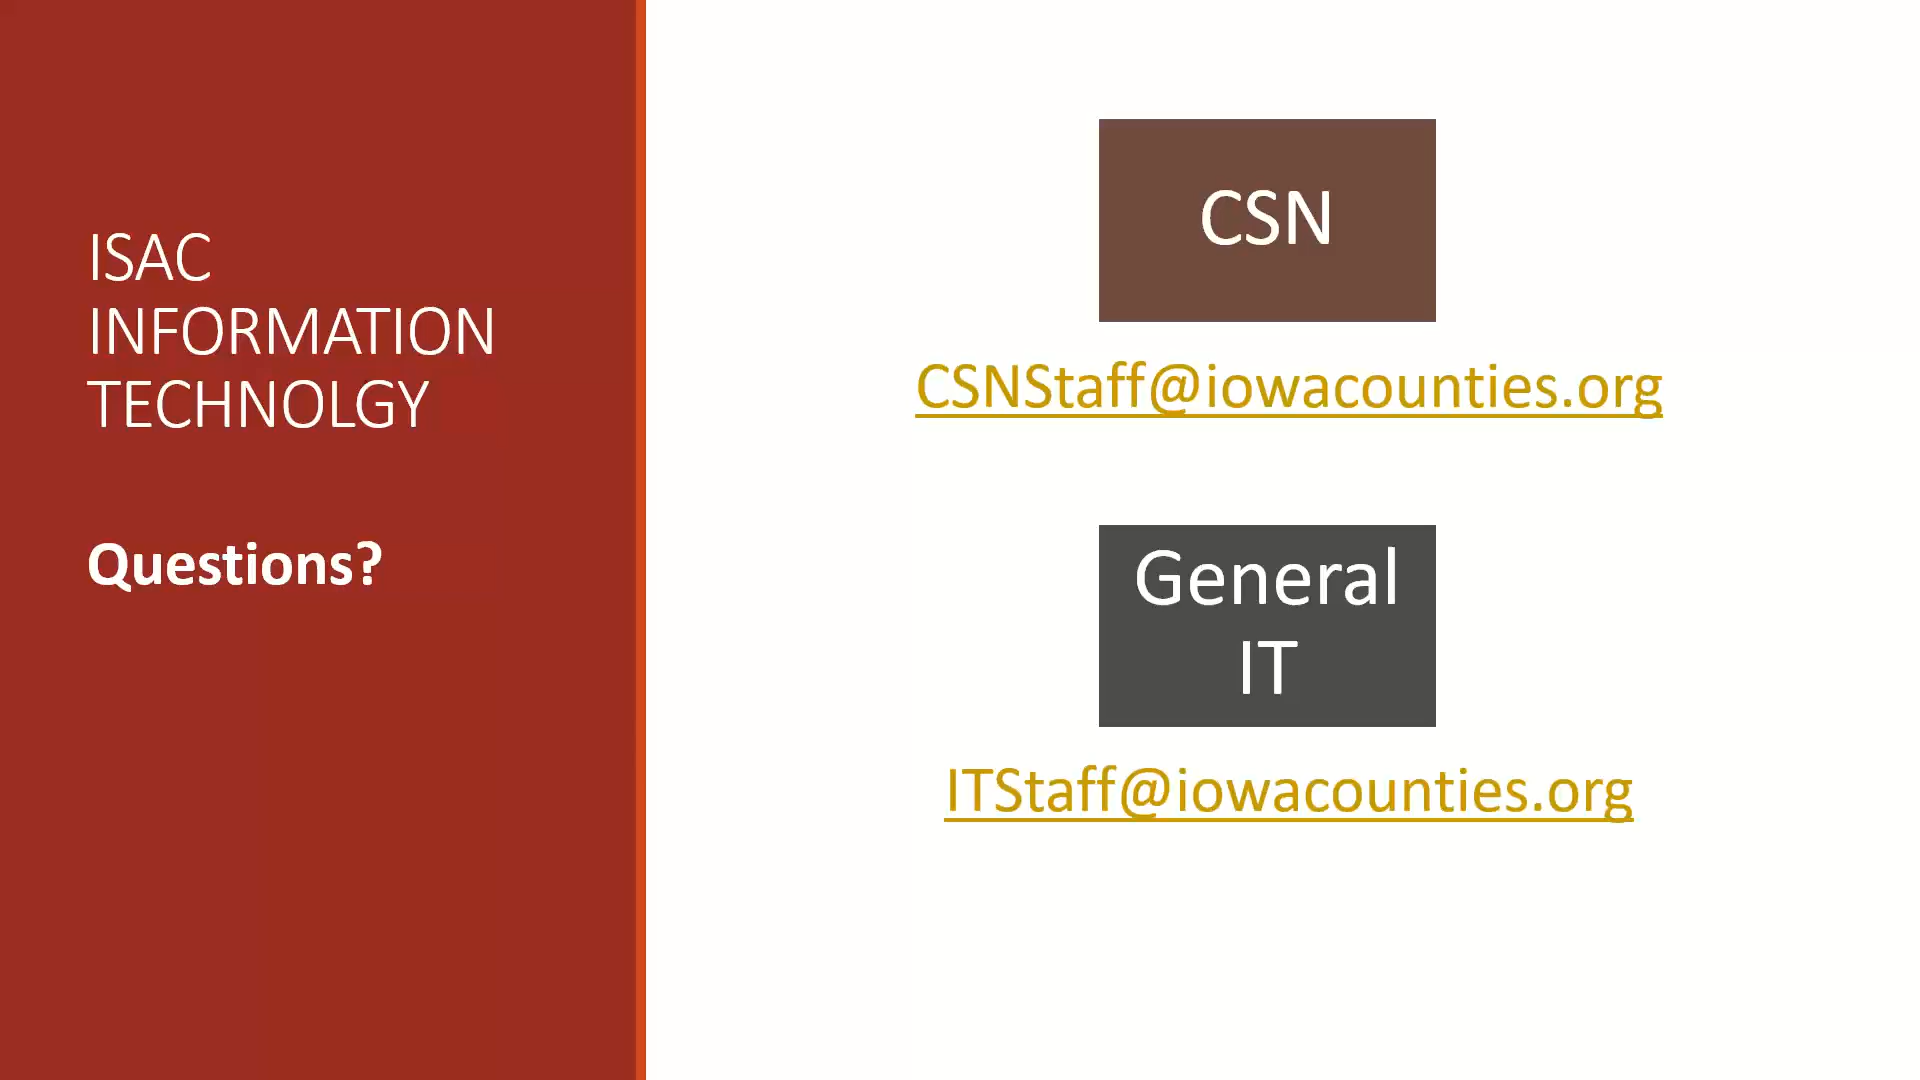 ISAC
INFORMATION
TECHNOLGY
Questions?
CSN
CSNStaff@iowacounties.org
General
IT
ITStaff@iowacounties.org